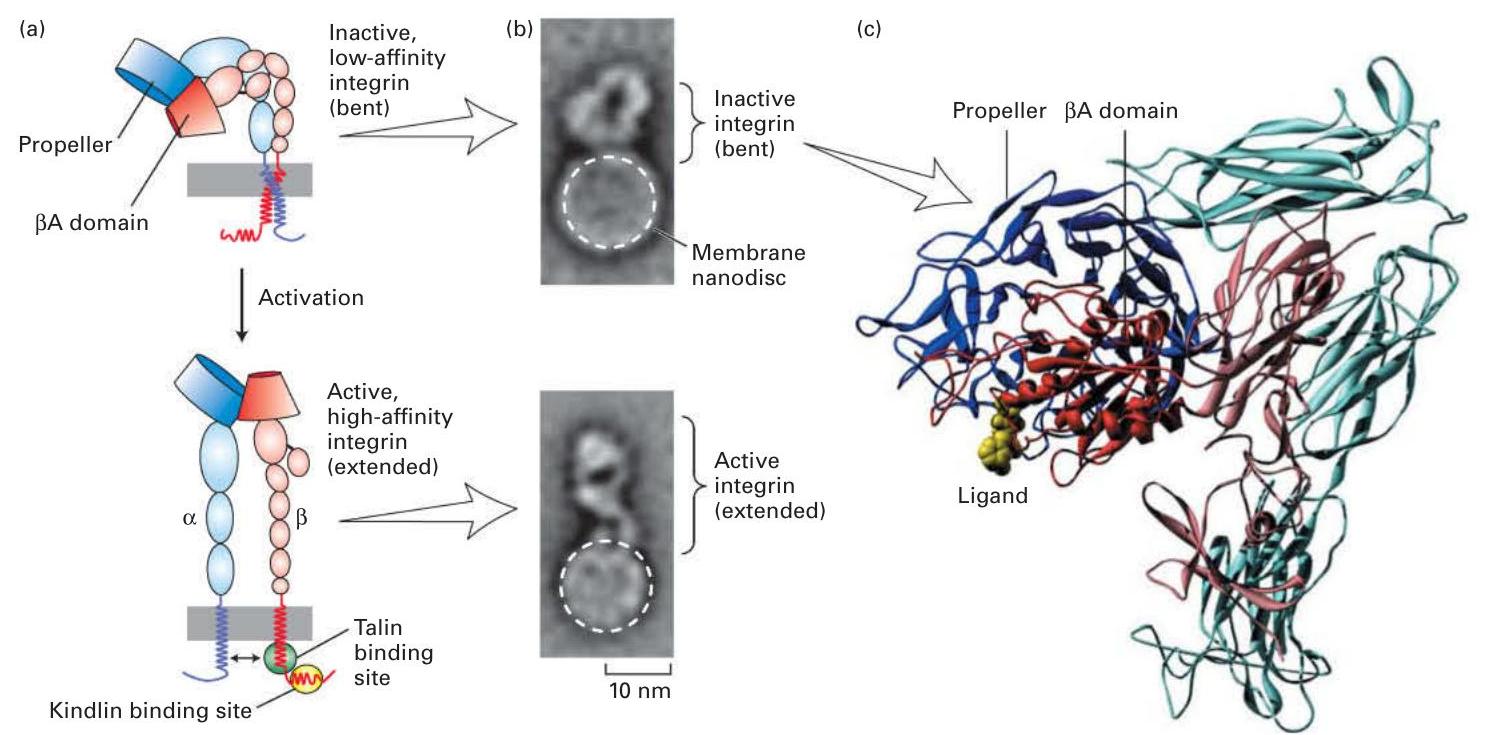 (a)
Inactive,
low-affinity
integrin
(bent)
Propeller
βA domain
Activation
Active,
high-affinity
integrin
(extended)
α
β
Talin
binding
site
Kindlin binding site
(b)
Inactive
integrin
(bent)
Membrane
nanodisc
Active
integrin
(extended)
10 nm
(c)
Propeller
βA domain
Ligand